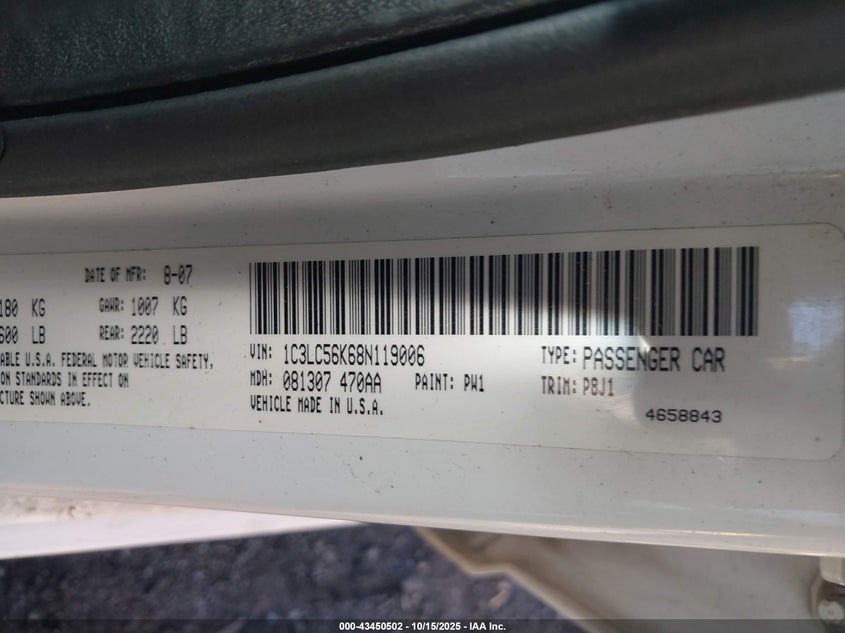 DATE OF MFR: 8-07
180 KG GAWR: 1007 KG
600 LB REAR: 2220 LB
ABLE U.S.A. FEDERAL MOTOR VEHICLE SAFETY,
ON STANDARDS IN EFFECT ON
CTURE SHOWN ABOVE.
VIN: 1C3LC56K68N119006 TYPE: PASSENGER CAR
MDH: 081307 470AA PAINT: PW1 TRIM: P8J1
VEHICLE MADE IN U.S.A.
4658843
000-43450502 - 10/15/2025 - IAA Inc.